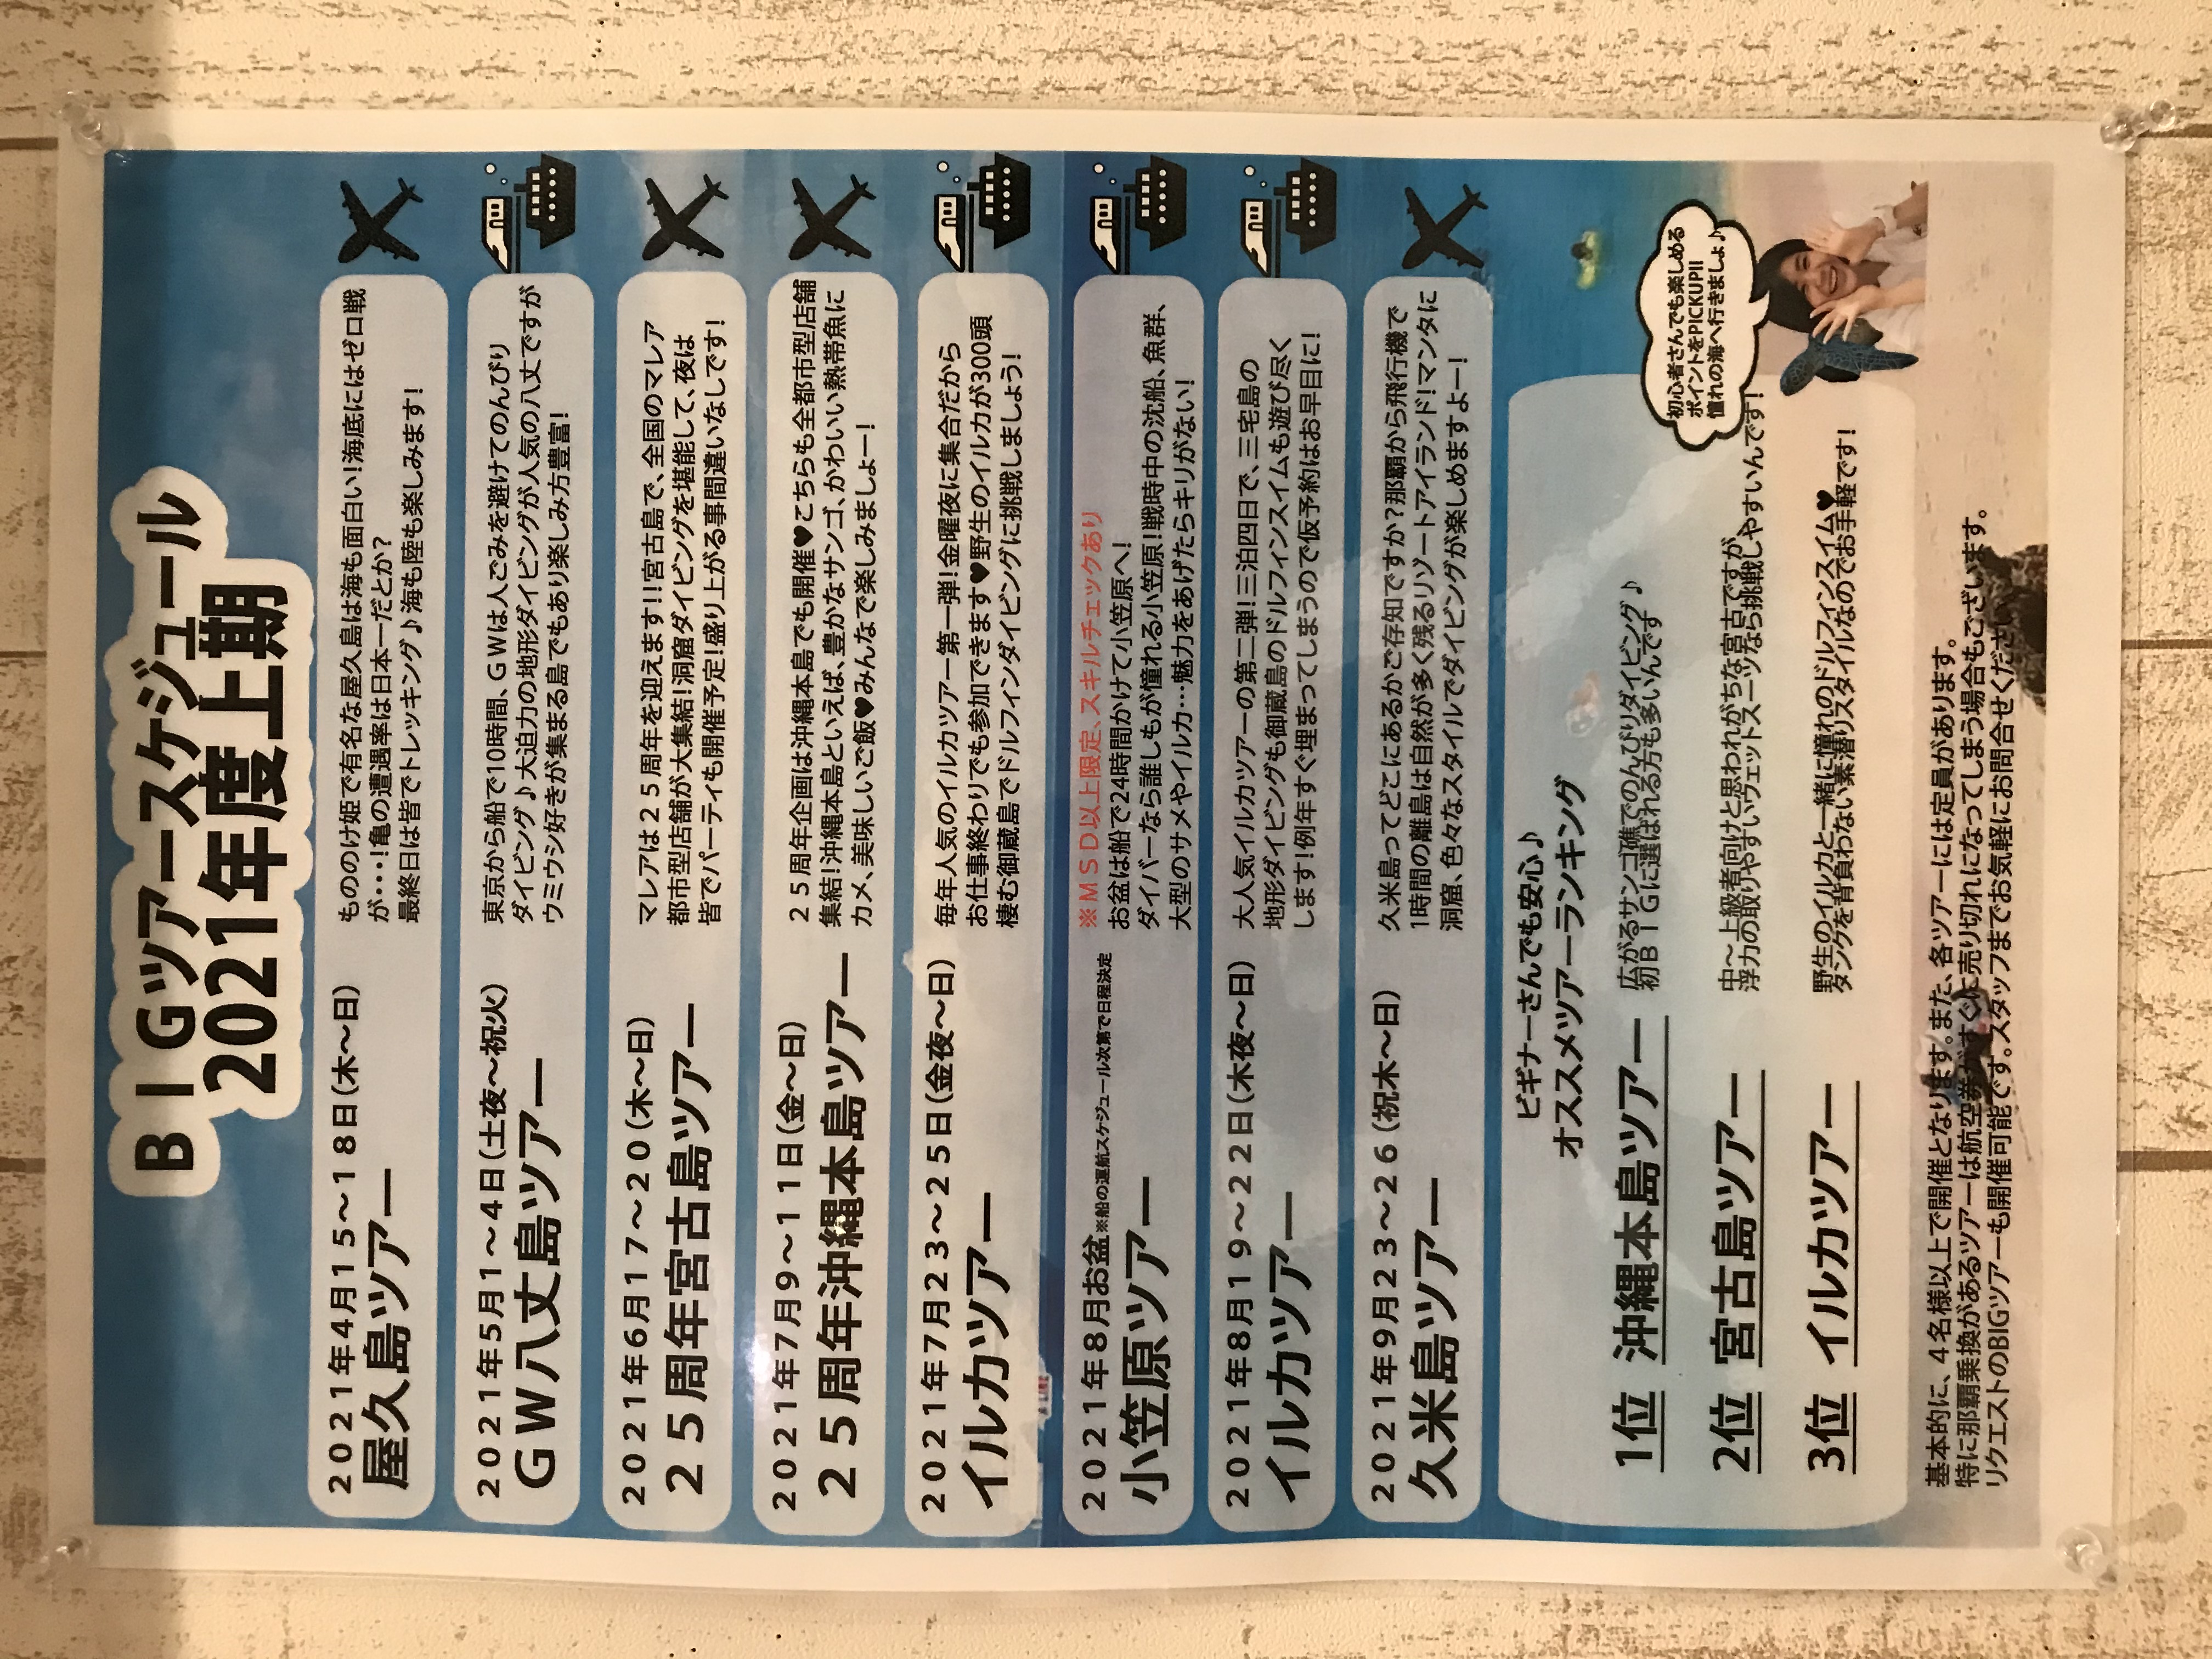 ＢＩＧツアースケジュール
2021年度上期
２０２１年４月１５～１８日（木～日）
屋久島ツアー
もののけ姫で有名な屋久島は海も面白い！海底にはゼロ戦
が・・・！亀の遭遇率は日本一だとか？
最終日は皆でトレッキング♪海も陸も楽しみます！
２０２１年５月１～４日（土夜～祝火）
ＧＷ八丈島ツアー
東京から船で10時間、ＧＷは人ごみを避けてのんびり
ダイビング♪大迫力の地形ダイビングが人気の八丈ですが
ウミウシ好きが集まる島でもあり楽しみ方豊富！
２０２１年６月１７～２０（木～日）
２５周年宮古島ツアー
マレアは２５周年を迎えます！！宮古島で、全国のマレア
都市型店舗が大集結！洞窟ダイビングを堪能して、夜は
皆でパーティも開催予定！盛り上がる事間違いなしです！
２０２１年７月９～１１日（金～日）
２５周年沖縄本島ツアー
２５周年企画は沖縄本島でも開催♥こちらも全都市型店舗
集結！沖縄本島といえば、豊かなサンゴ、かわいい熱帯魚に
カメ、美味しいご飯♥みんなで楽しみましょー！
２０２１年７月２３～２５日（金夜～日）
イルカツアー
毎年人気のイルカツアー第一弾！金曜夜に集合だから
お仕事終わりでも参加できます♥野生のイルカが300頭
棲む御蔵島でドルフィンダイビングに挑戦しましょう！
２０２１年８月お盆※船の運航スケジュール次第で日程決定
小笠原ツアー
※ＭＳＤ以上限定、スキルチェックあり
お盆は船で24時間かけて小笠原へ！
ダイバーなら誰しもが憧れる小笠原！戦時中の沈船、魚群、
大型のサメやイルカ…魅力をあげたらキリがない！
２０２１年８月１９～２２日（木夜～日）
イルカツアー
大人気イルカツアーの第二弾！三泊四日で、三宅島の
地形ダイビングも御蔵島のドルフィンスイムも遊び尽く
します！例年すぐ埋まってしまうので仮予約はお早目に！
２０２１年９月２３～２６（祝木～日）
久米島ツアー
久米島ってどこにあるかご存知ですか？那覇から飛行機で
1時間の離島は自然が多く残るリゾートアイランド！マンタに
洞窟、色々なスタイルでダイビングが楽しめますよー！
ビギナーさんでも安心♪
オススメツアーランキング
初心者さんでも楽しめる
ポイントをPICKUP!!
憧れの海へ行きましょ♪
1位 沖縄本島ツアー
広がるサンゴ礁でのんびりダイビング♪
初ＢＩＧに選ばれる方も多いんです
2位 宮古島ツアー
中～上級者向けと思われがちな宮古ですが、
浮力の取りやすいウェットスーツなら挑戦しやすいんです！
3位 イルカツアー
野生のイルカと一緒に憧れのドルフィンスイム♥
タンクを背負わない素潜りスタイルなのでお手軽です！
基本的に、４名様以上で開催となります。また、各ツアーには定員があります。
特に那覇乗換があるツアーは航空券がすぐに売り切れになってしまう場合もございます。
リクエストのBIGツアーも開催可能です。スタッフまでお気軽にお問合せください